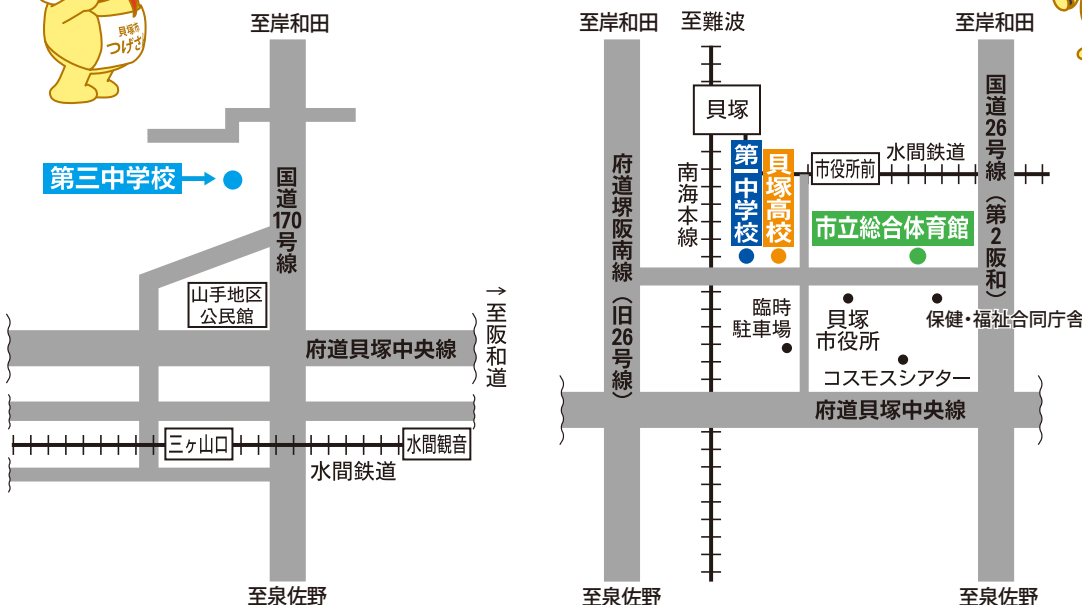 貝塚市
つげさん
至岸和田
国道170号線
第三中学校
山手地区
公民館
府道貝塚中央線
→至阪和道
三ヶ山口
水間観音
水間鉄道
至泉佐野
至岸和田
至難波
至岸和田
貝塚
国道26号線（第2阪和）
水間鉄道
市役所前
府道堺阪南線（旧26号線）
南海本線
第一中学校
貝塚高校
市立総合体育館
臨時
駐車場
貝塚
市役所
保健・福祉合同庁舎
コスモスシアター
府道貝塚中央線
至泉佐野
至泉佐野